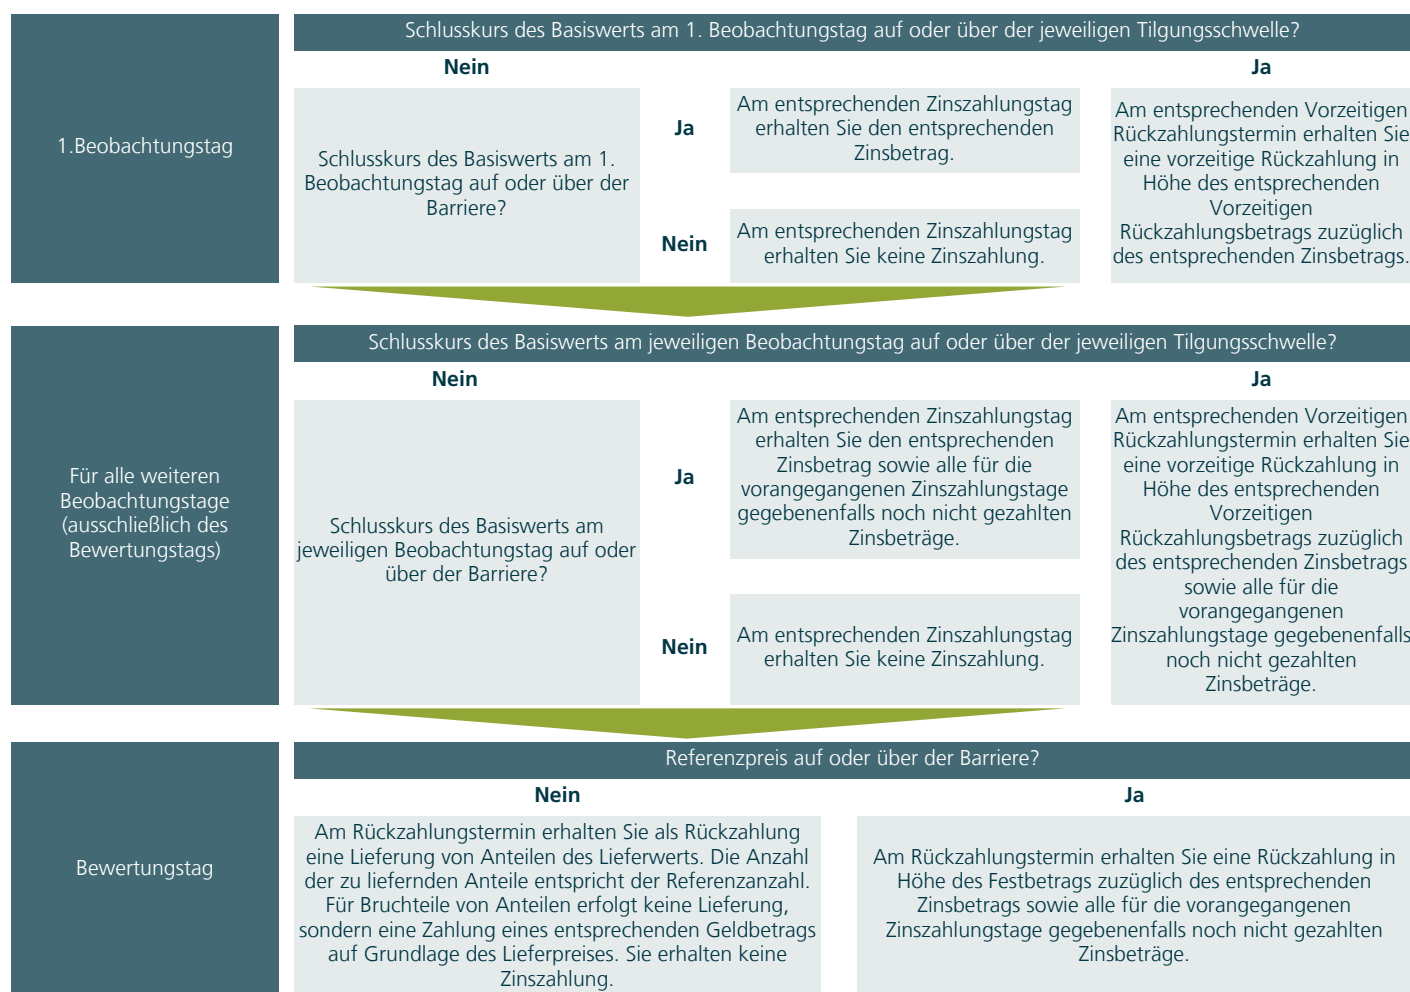 1.Beobachtungstag
Schlusskurs des Basiswerts am 1. Beobachtungstag auf oder über der jeweiligen Tilgungsschwelle?
Nein
Ja
Schlusskurs des Basiswerts am 1.
Beobachtungstag auf oder über der
Barriere?
Ja
Am entsprechenden Zinszahlungstag
erhalten Sie den entsprechenden
Zinsbetrag.
Nein
Am entsprechenden Zinszahlungstag
erhalten Sie keine Zinszahlung.
Am entsprechenden Vorzeitigen
Rückzahlungstermin erhalten Sie
eine vorzeitige Rückzahlung in
Höhe des entsprechenden
Vorzeitigen
Rückzahlungsbetrags zuzüglich
des entsprechenden Zinsbetrags.
Für alle weiteren
Beobachtungstage
(ausschließlich des
Bewertungstags)
Schlusskurs des Basiswerts am jeweiligen Beobachtungstag auf oder über der jeweiligen Tilgungsschwelle?
Nein
Ja
Schlusskurs des Basiswerts am
jeweiligen Beobachtungstag auf oder
über der Barriere?
Ja
Am entsprechenden Zinszahlungstag
erhalten Sie den entsprechenden
Zinsbetrag sowie alle für die
vorangegangenen Zinszahlungstage
gegebenenfalls noch nicht gezahlten
Zinsbeträge.
Nein
Am entsprechenden Zinszahlungstag
erhalten Sie keine Zinszahlung.
Am entsprechenden Vorzeitigen
Rückzahlungstermin erhalten Sie
eine vorzeitige Rückzahlung in
Höhe des entsprechenden
Vorzeitigen
Rückzahlungsbetrags zuzüglich
des entsprechenden Zinsbetrags
sowie alle für die
vorangegangenen
Zinszahlungstage gegebenenfalls
noch nicht gezahlten
Zinsbeträge.
Bewertungstag
Referenzpreis auf oder über der Barriere?
Nein
Ja
Am Rückzahlungstermin erhalten Sie als Rückzahlung
eine Lieferung von Anteilen des Lieferwerts. Die Anzahl
der zu liefernden Anteile entspricht der Referenzanzahl.
Für Bruchteile von Anteilen erfolgt keine Lieferung,
sondern eine Zahlung eines entsprechenden Geldbetrags
auf Grundlage des Lieferpreises. Sie erhalten keine
Zinszahlung.
Am Rückzahlungstermin erhalten Sie eine Rückzahlung in
Höhe des Festbetrags zuzüglich des entsprechenden
Zinsbetrags sowie alle für die vorangegangenen
Zinszahlungstage gegebenenfalls noch nicht gezahlten
Zinsbeträge.